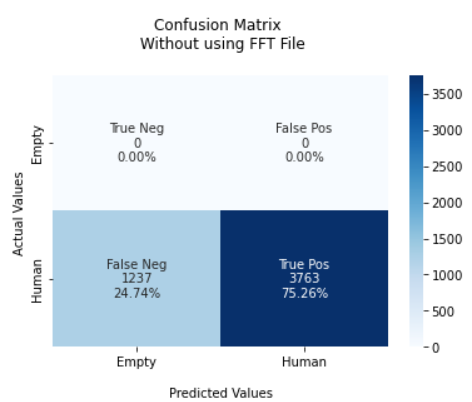 Confusion Matrix
Without using FFT File
True Neg
0
0.00%
False Pos
0
0.00%
False Neg
1237
24.74%
True Pos
3763
75.26%
Empty
Human
Actual Values
Empty
Human
Predicted Values
3500
3000
2500
2000
1500
1000
500
0